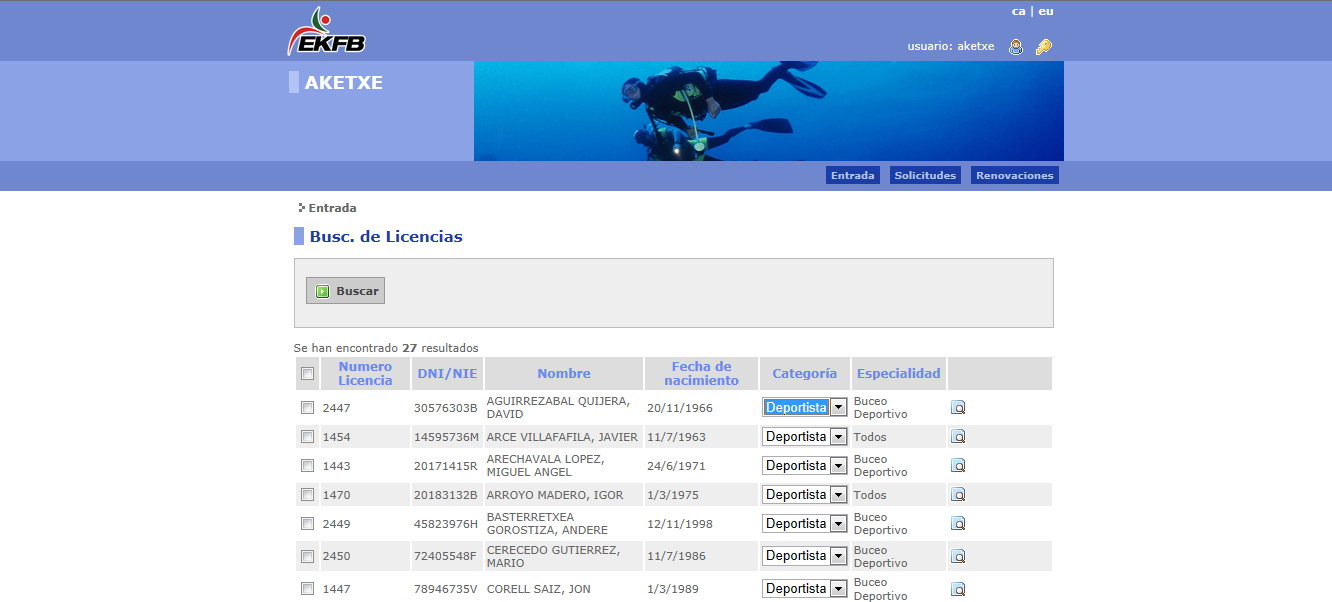 ca | eu
EKFB
usuario: aketxe
AKETXE
Entrada Solicitudes Renovaciones
Entrada
Busc. de Licencias
Buscar
Se han encontrado 27 resultados
Numero Licencia DNI/NIE Nombre Fecha de nacimiento Categoría Especialidad
2447 30576303B AGUIRREZABAL QUIJERA, DAVID 20/11/1966 Deportista Buceo Deportivo
1454 14595736M ARCE VILLAFAFILA, JAVIER 11/7/1963 Deportista Todos
1443 20171415R ARECHAVALA LOPEZ, MIGUEL ANGEL 24/6/1971 Deportista Buceo Deportivo
1470 20183132B ARROYO MADERO, IGOR 1/3/1975 Deportista Todos
2449 45823976H BASTERRETXEA GOROSTIZA, ANDERE 12/11/1998 Deportista Buceo Deportivo
2450 72405548F CERECEDO GUTIERREZ, MARIO 11/7/1986 Deportista Buceo Deportivo
1447 78946735V CORELL SAIZ, JON 1/3/1989 Deportista Buceo Deportivo